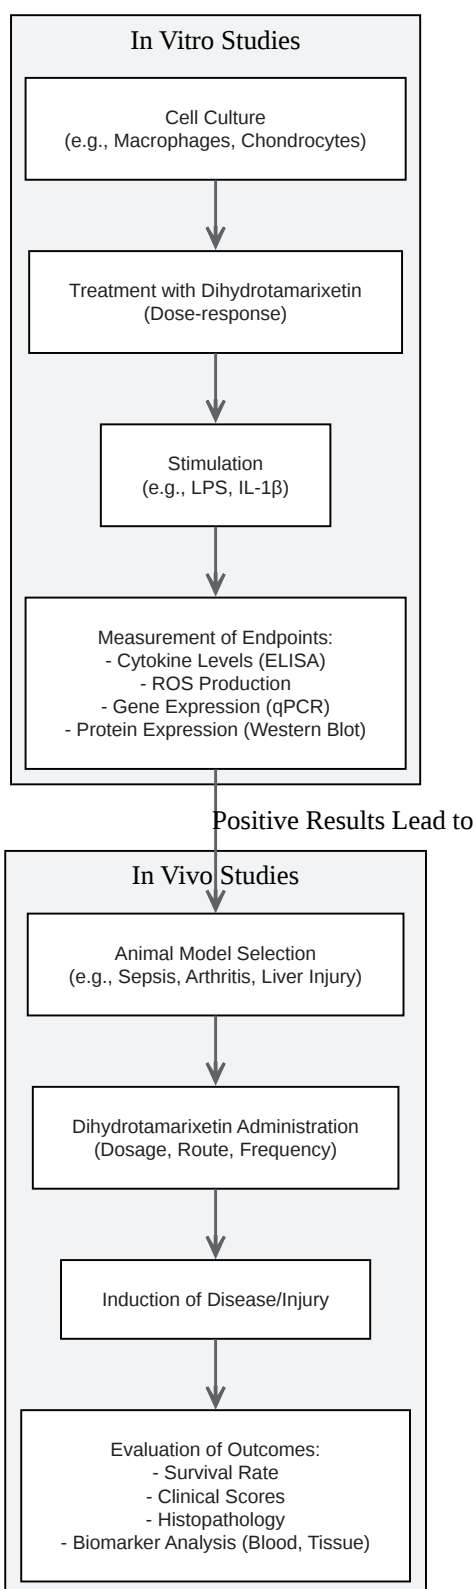 In Vitro Studies
Cell Culture
(e.g., Macrophages, Chondrocytes)
Treatment with Dihydrotamarixetin
(Dose-response)
Stimulation
(e.g., LPS, IL-1β)
Measurement of Endpoints:
- Cytokine Levels (ELISA)
- ROS Production
- Gene Expression (qPCR)
- Protein Expression (Western Blot)
Positive Results Lead to
In Vivo Studies
Animal Model Selection
(e.g., Sepsis, Arthritis, Liver Injury)
Dihydrotamarixetin Administration
(Dosage, Route, Frequency)
Induction of Disease/Injury
Evaluation of Outcomes:
- Survival Rate
- Clinical Scores
- Histopathology
- Biomarker Analysis (Blood, Tissue)